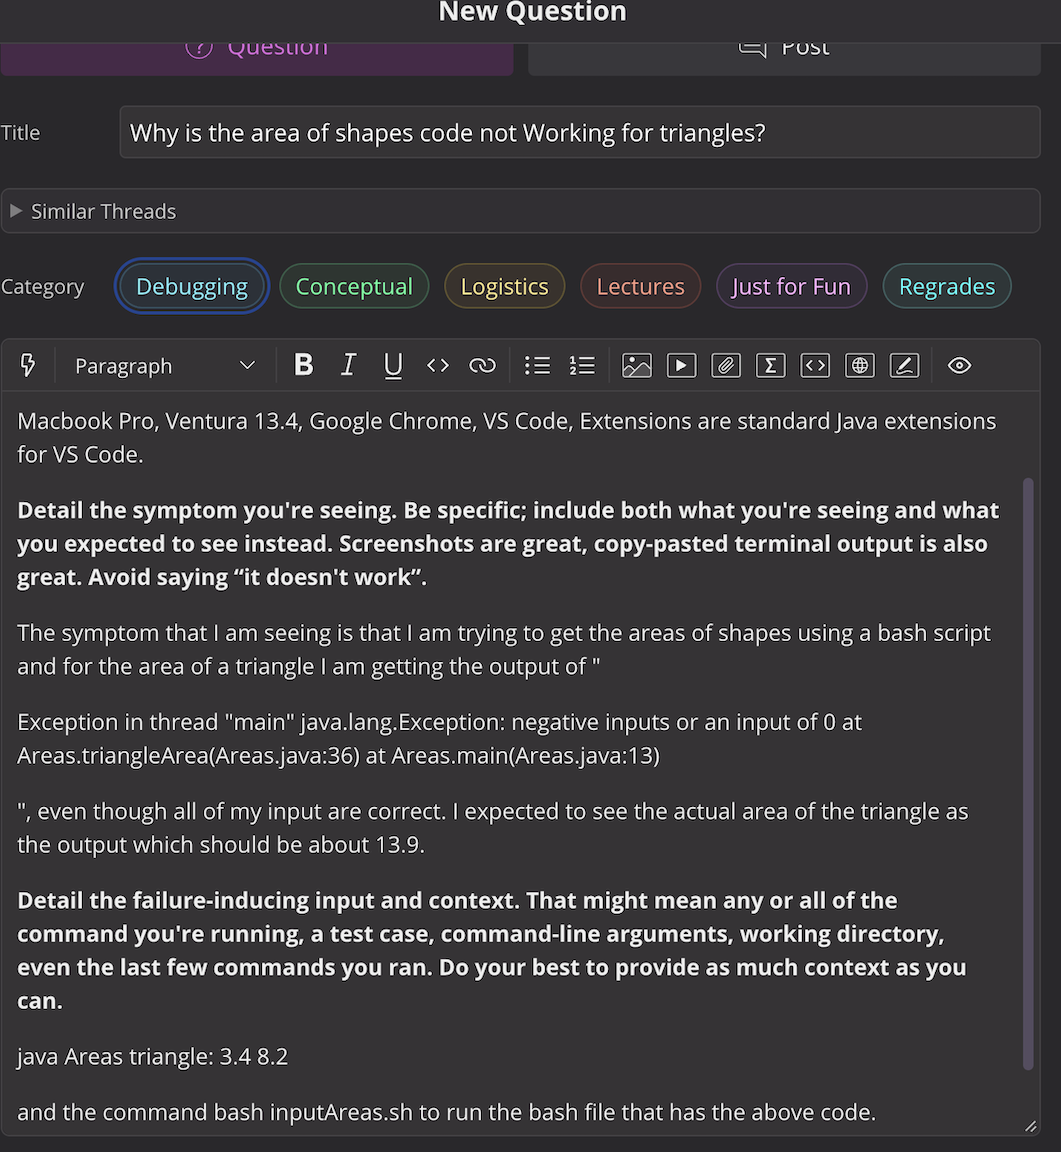 New Question
Question
Post
Title
Why is the area of shapes code not Working for triangles?
Similar Threads
Category
Debugging
Conceptual
Logistics
Lectures
Just for Fun
Regrades
Paragraph
Macbook Pro, Ventura 13.4, Google Chrome, VS Code, Extensions are standard Java extensions
for VS Code.
Detail the symptom you're seeing. Be specific; include both what you're seeing and what
you expected to see instead. Screenshots are great, copy-pasted terminal output is also
great. Avoid saying “it doesn't work”.
The symptom that I am seeing is that I am trying to get the areas of shapes using a bash script
and for the area of a triangle I am getting the output of "
Exception in thread "main" java.lang.Exception: negative inputs or an input of 0 at
Areas.triangleArea(Areas.java:36) at Areas.main(Areas.java:13)
", even though all of my input are correct. I expected to see the actual area of the triangle as
the output which should be about 13.9.
Detail the failure-inducing input and context. That might mean any or all of the
command you're running, a test case, command-line arguments, working directory,
even the last few commands you ran. Do your best to provide as much context as you
can.
java Areas triangle: 3.4 8.2
and the command bash inputAreas.sh to run the bash file that has the above code.